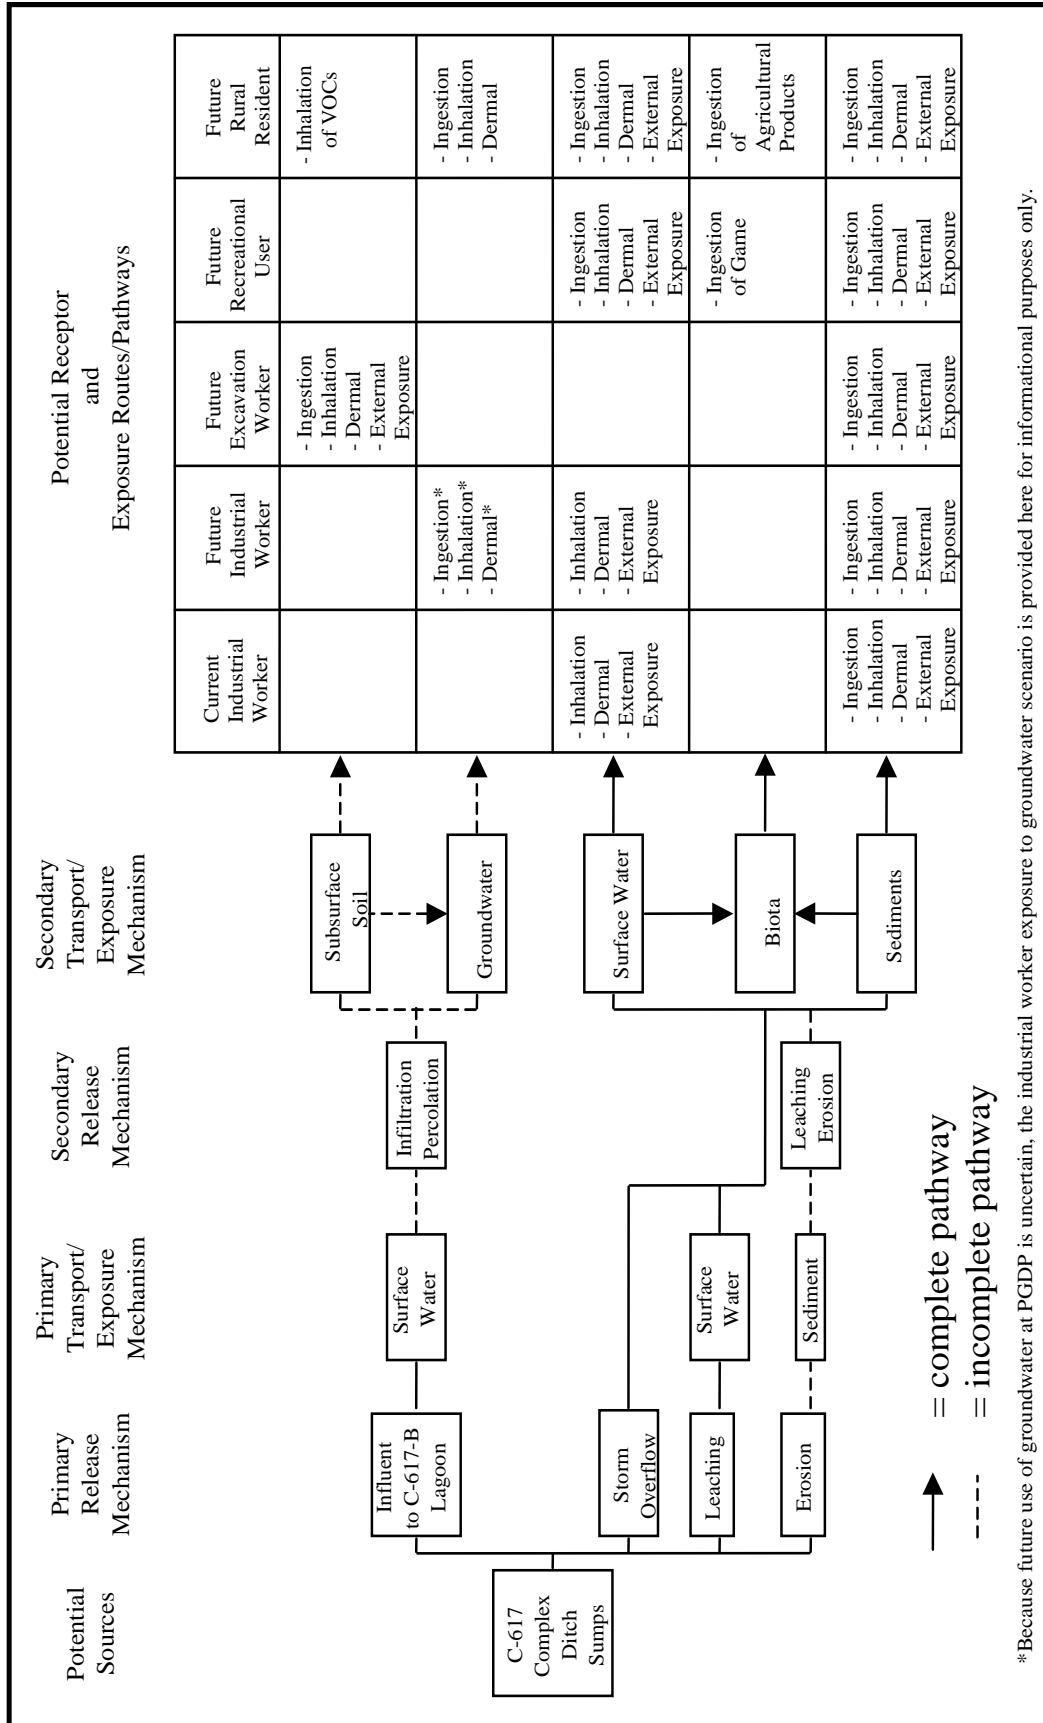 Potential
Sources
Primary
Release
Mechanism
Primary
Transport/
Exposure
Mechanism
Secondary
Release
Mechanism
Secondary
Transport/
Exposure
Mechanism
Potential Receptor
and
Exposure Routes/Pathways
C-617
Complex
Ditch
Sumps
Influent
to C-617-B
Lagoon
Surface
Water
Infiltration
Percolation
Subsurface
Soil
Groundwater
Storm
Overflow
Leaching
Surface
Water
Erosion
Sediment
Leaching
Erosion
Surface Water
Biota
Sediments
Current
Industrial
Worker
Future
Industrial
Worker
Future
Excavation
Worker
Future
Recreational
User
Future
Rural
Resident
- Ingestion
- Inhalation
- Dermal
- External
Exposure
- Inhalation
of VOCs
- Ingestion*
- Inhalation*
- Dermal*
- Ingestion
- Inhalation
- Dermal
- Inhalation
- Dermal
- External
Exposure
- Inhalation
- Dermal
- External
Exposure
- Ingestion
- Inhalation
- Dermal
- External
Exposure
- Ingestion
- Inhalation
- Dermal
- External
Exposure
- Ingestion
of Game
- Ingestion
of
Agricultural
Products
- Ingestion
- Inhalation
- Dermal
- External
Exposure
- Ingestion
- Inhalation
- Dermal
- External
Exposure
- Ingestion
- Inhalation
- Dermal
- External
Exposure
- Ingestion
- Inhalation
- Dermal
- External
Exposure
- Ingestion
- Inhalation
- Dermal
- External
Exposure
= complete pathway
= incomplete pathway
*Because future use of groundwater at PGDP is uncertain, the industrial worker exposure to groundwater scenario is provided here for informational purposes only.